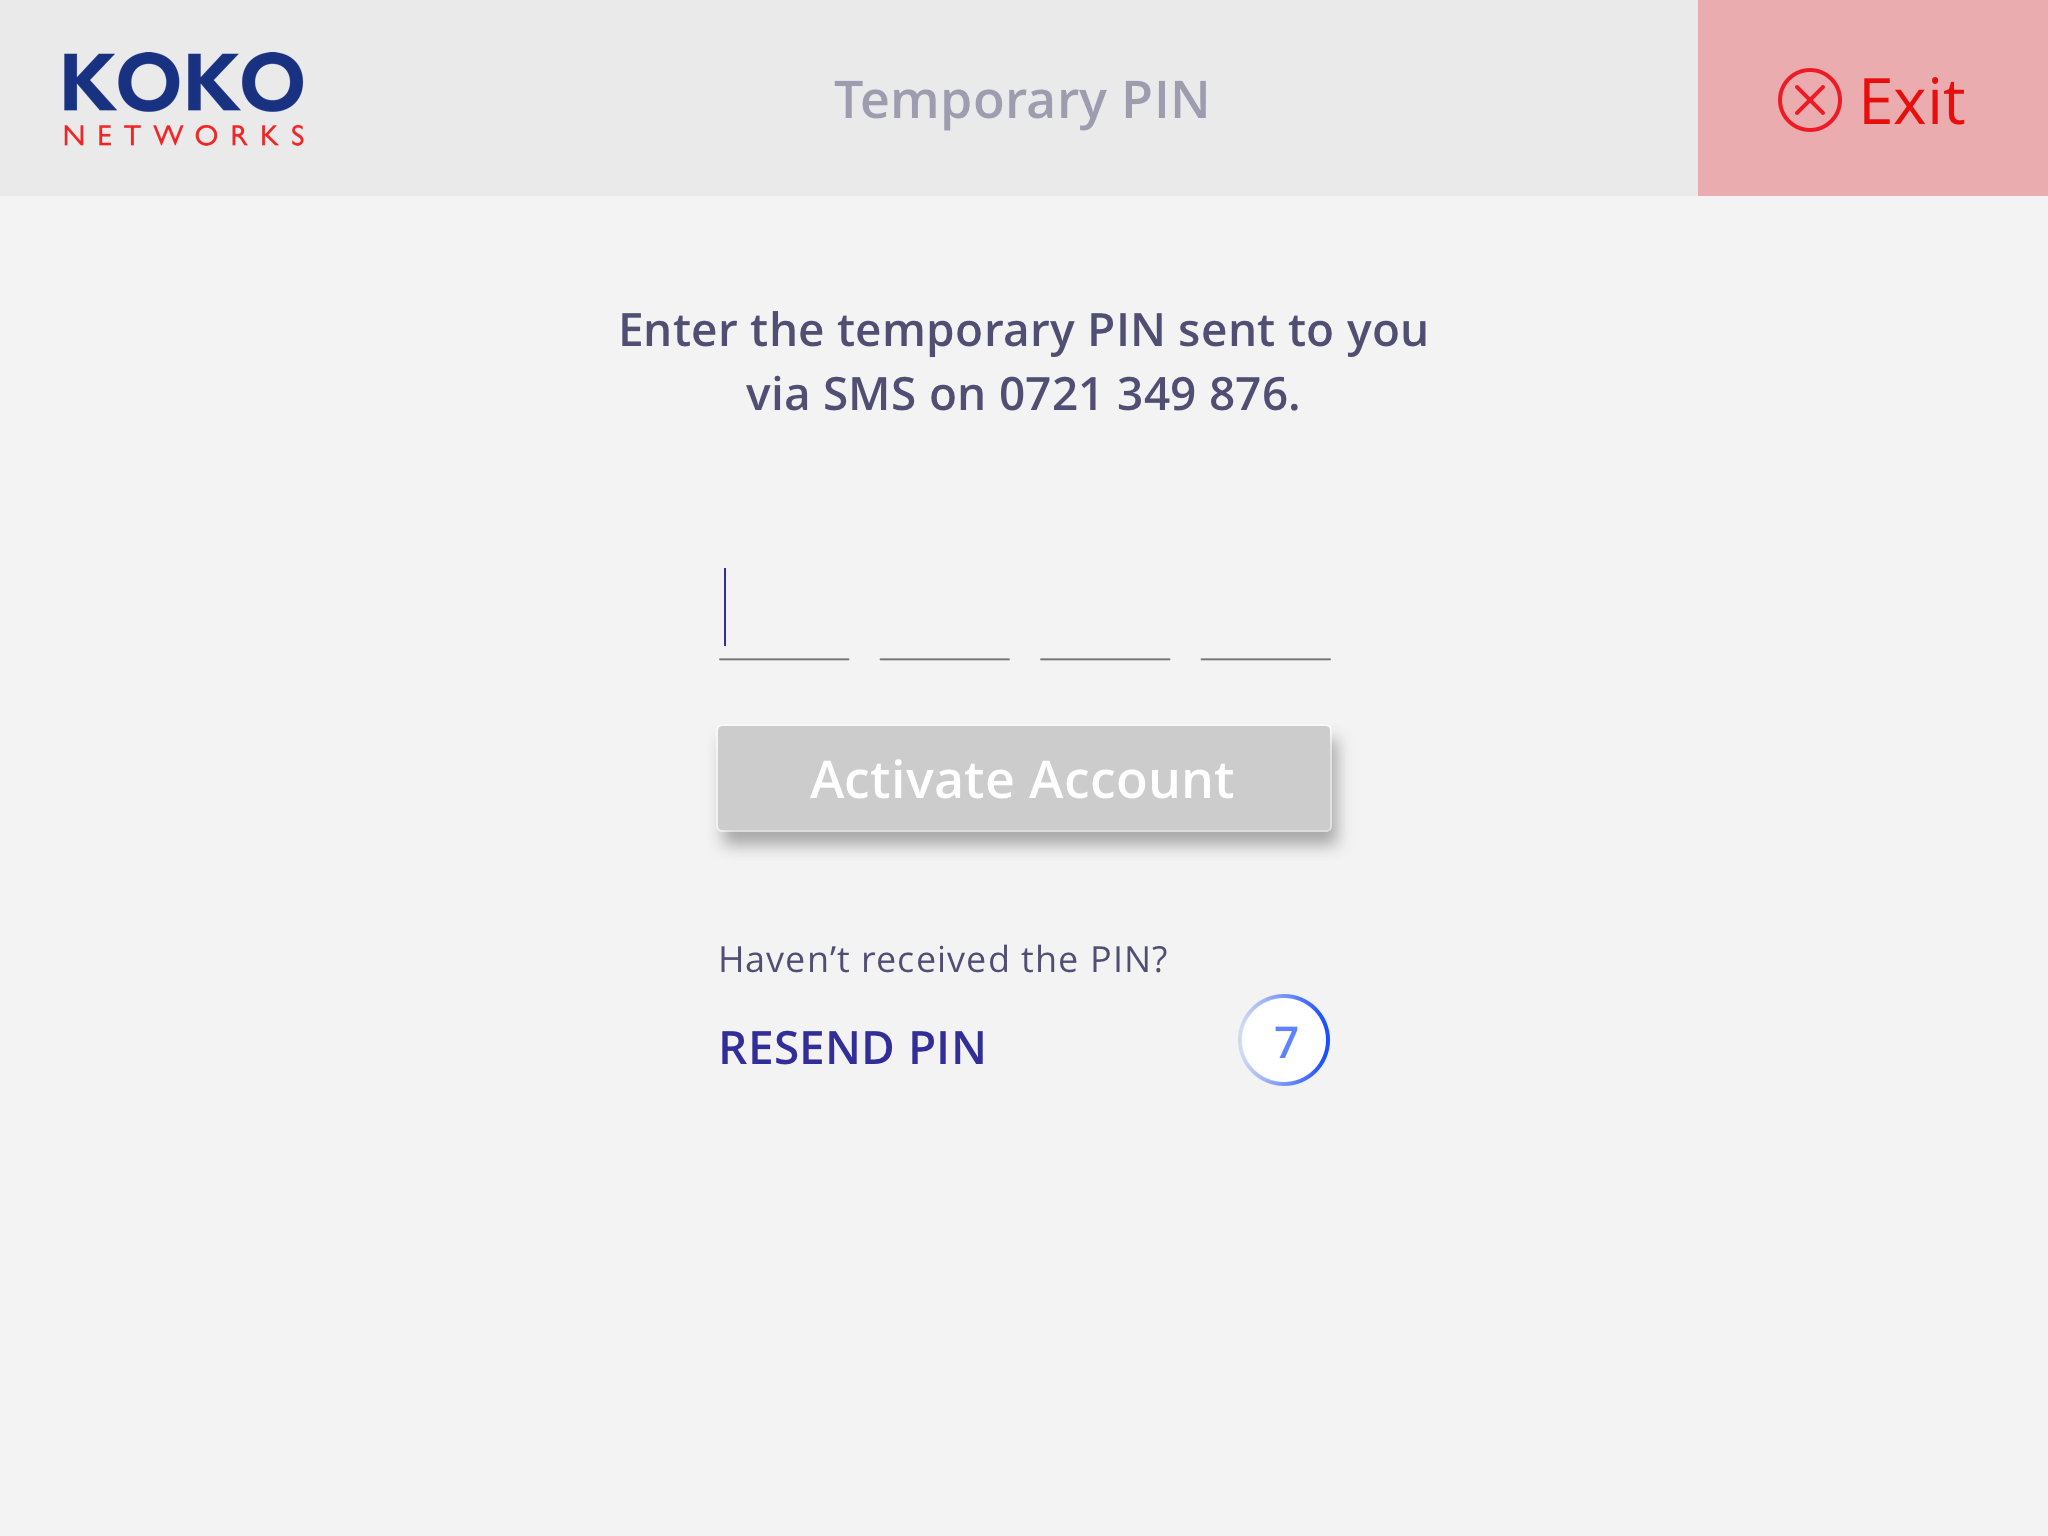 KOKO
NETWORKS
Temporary PIN
Exit
Enter the temporary PIN sent to you
via SMS on 0721 349 876.
Activate Account
Haven’t received the PIN?
RESEND PIN
7